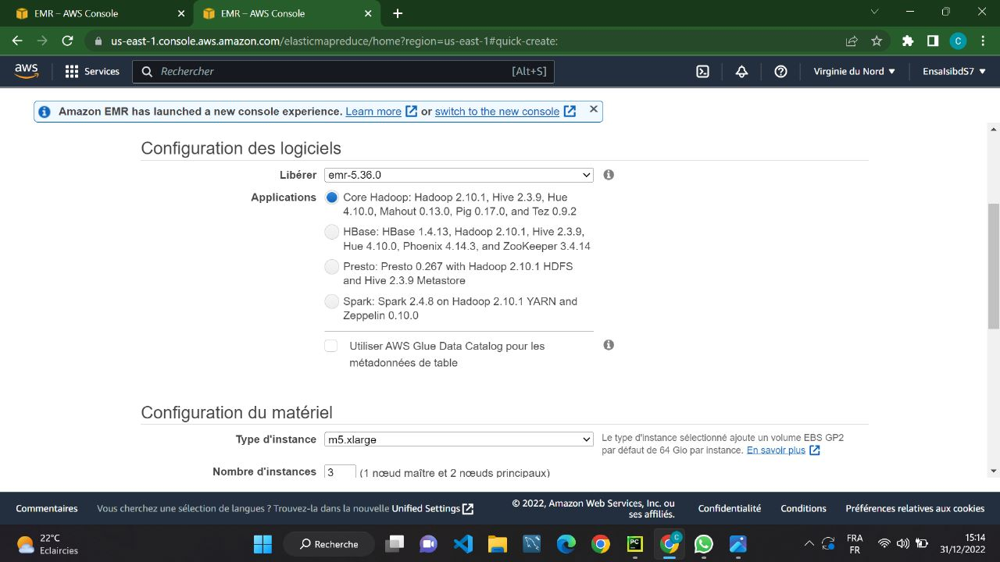 EMR – AWS Console
EMR – AWS Console
us-east-1.console.aws.amazon.com/elasticmapreduce/home?region=us-east-1#quick-create:
C
aws
Services
Rechercher
[Alt+S]
Virginie du Nord
EnsaIsibdS7
Amazon EMR has launched a new console experience. Learn more or switch to the new console
Configuration des logiciels
Libérer
emr-5.36.0
Applications
Core Hadoop: Hadoop 2.10.1, Hive 2.3.9, Hue
4.10.0, Mahout 0.13.0, Pig 0.17.0, and Tez 0.9.2
HBase: HBase 1.4.13, Hadoop 2.10.1, Hive 2.3.9,
Hue 4.10.0, Phoenix 4.14.3, and ZooKeeper 3.4.14
Presto: Presto 0.267 with Hadoop 2.10.1 HDFS
and Hive 2.3.9 Metastore
Spark: Spark 2.4.8 on Hadoop 2.10.1 YARN and
Zeppelin 0.10.0
Utiliser AWS Glue Data Catalog pour les
métadonnées de table
Configuration du matériel
Type d'instance
m5.xlarge
Le type d'instance sélectionné ajoute un volume EBS GP2
par défaut de 64 Gio par instance. En savoir plus
Nombre d'instances
3
(1 nœud maître et 2 nœuds principaux)
Commentaires
Vous cherchez une sélection de langues ? Trouvez-la dans la nouvelle Unified Settings
© 2022, Amazon Web Services, Inc. ou
ses affiliés.
Confidentialité
Conditions
Préférences relatives aux cookies
22°C
Eclaircies
Recherche
PC
C
FRA
FR
15:14
31/12/2022